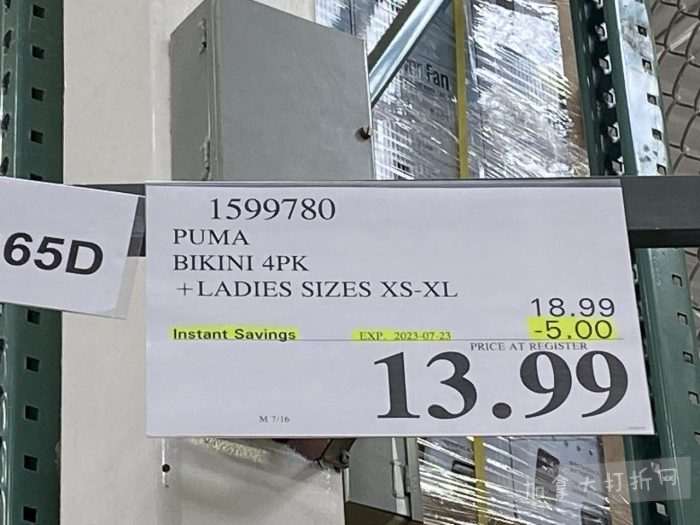 Fan
65D
1599780
PUMA
BIKINI 4PK
+LADIES SIZES XS-XL
18.99
Instant Savings EXP. 2023-07-23 -5.00
PRICE AT REGISTER
13.99
M 7/16
加拿大打折网